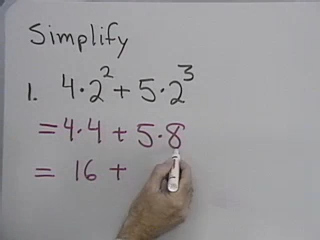 Simplify
1. 4·2² + 5·2³
= 4·4 + 5·8
= 16 +